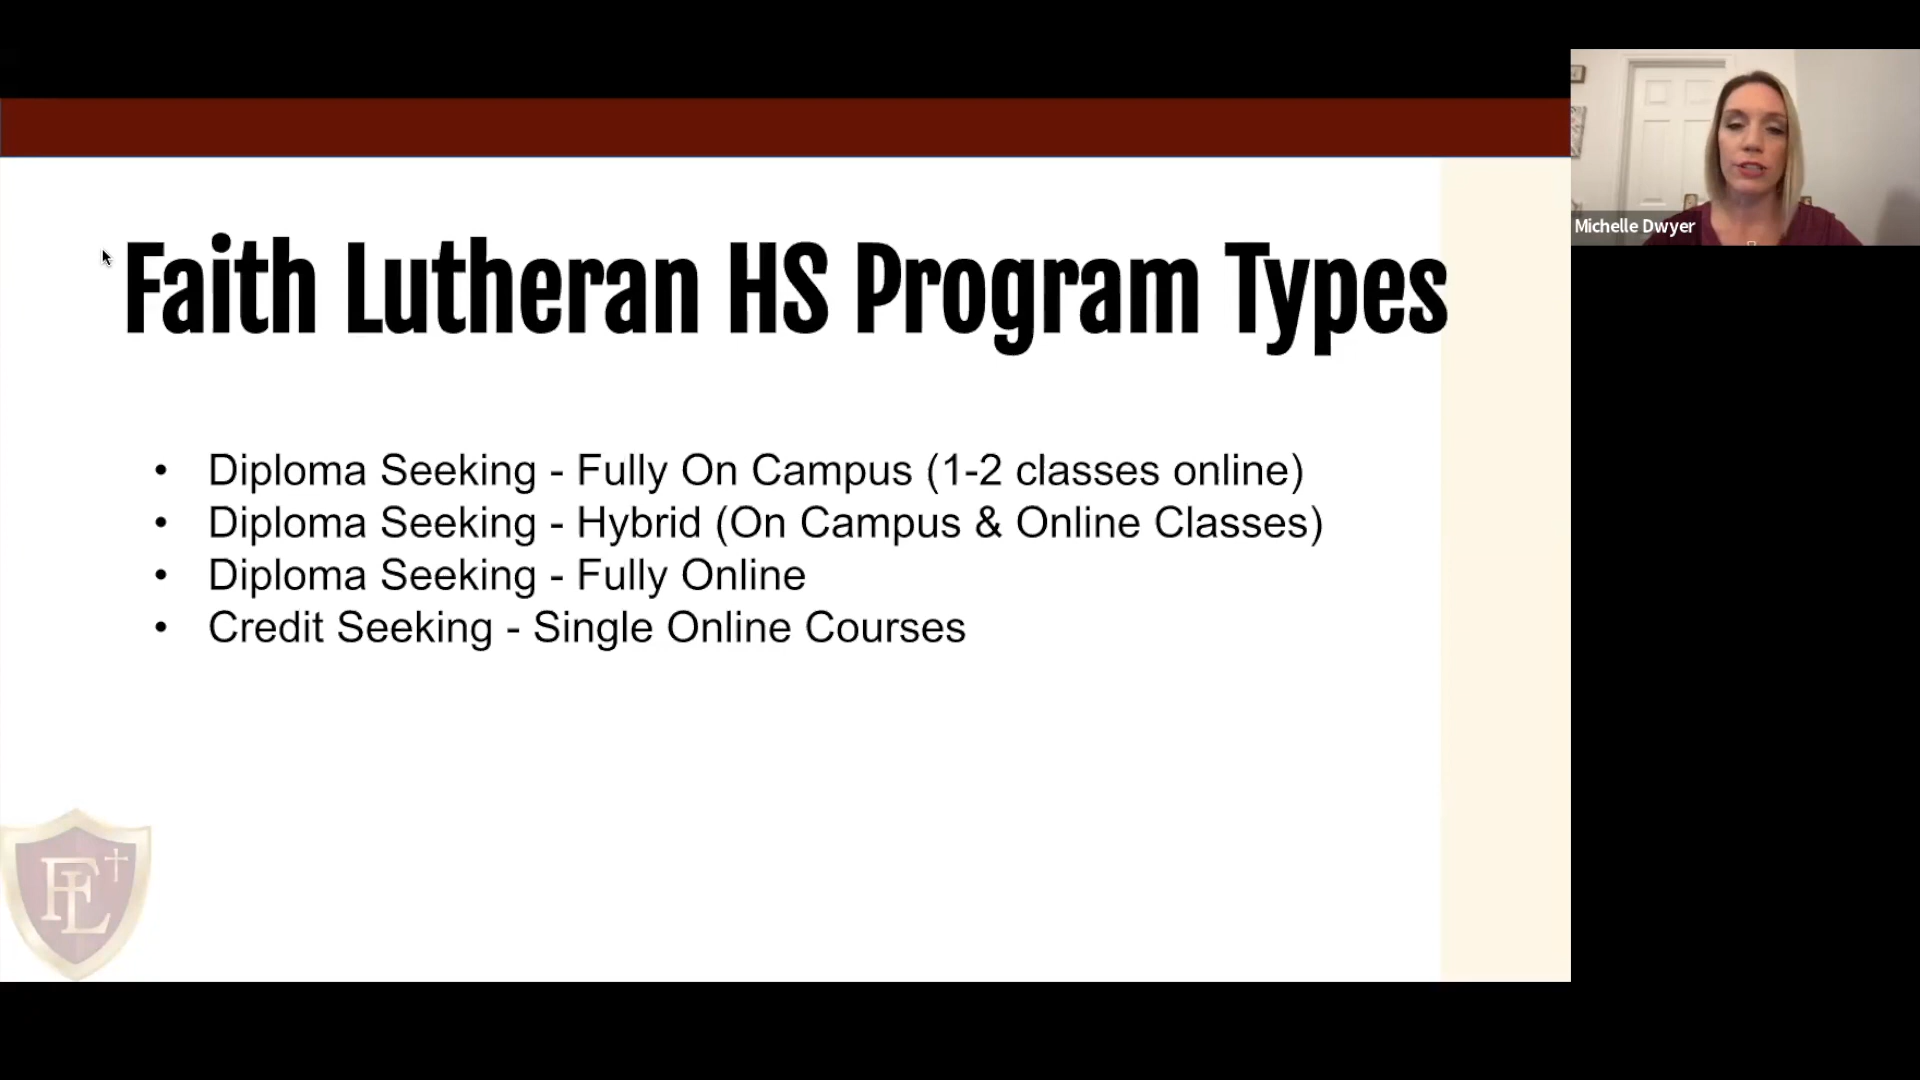 Faith Lutheran HS Program Types
• Diploma Seeking - Fully On Campus (1-2 classes online)
• Diploma Seeking - Hybrid (On Campus & Online Classes)
• Diploma Seeking - Fully Online
• Credit Seeking - Single Online Courses
FL
Michelle Dwyer